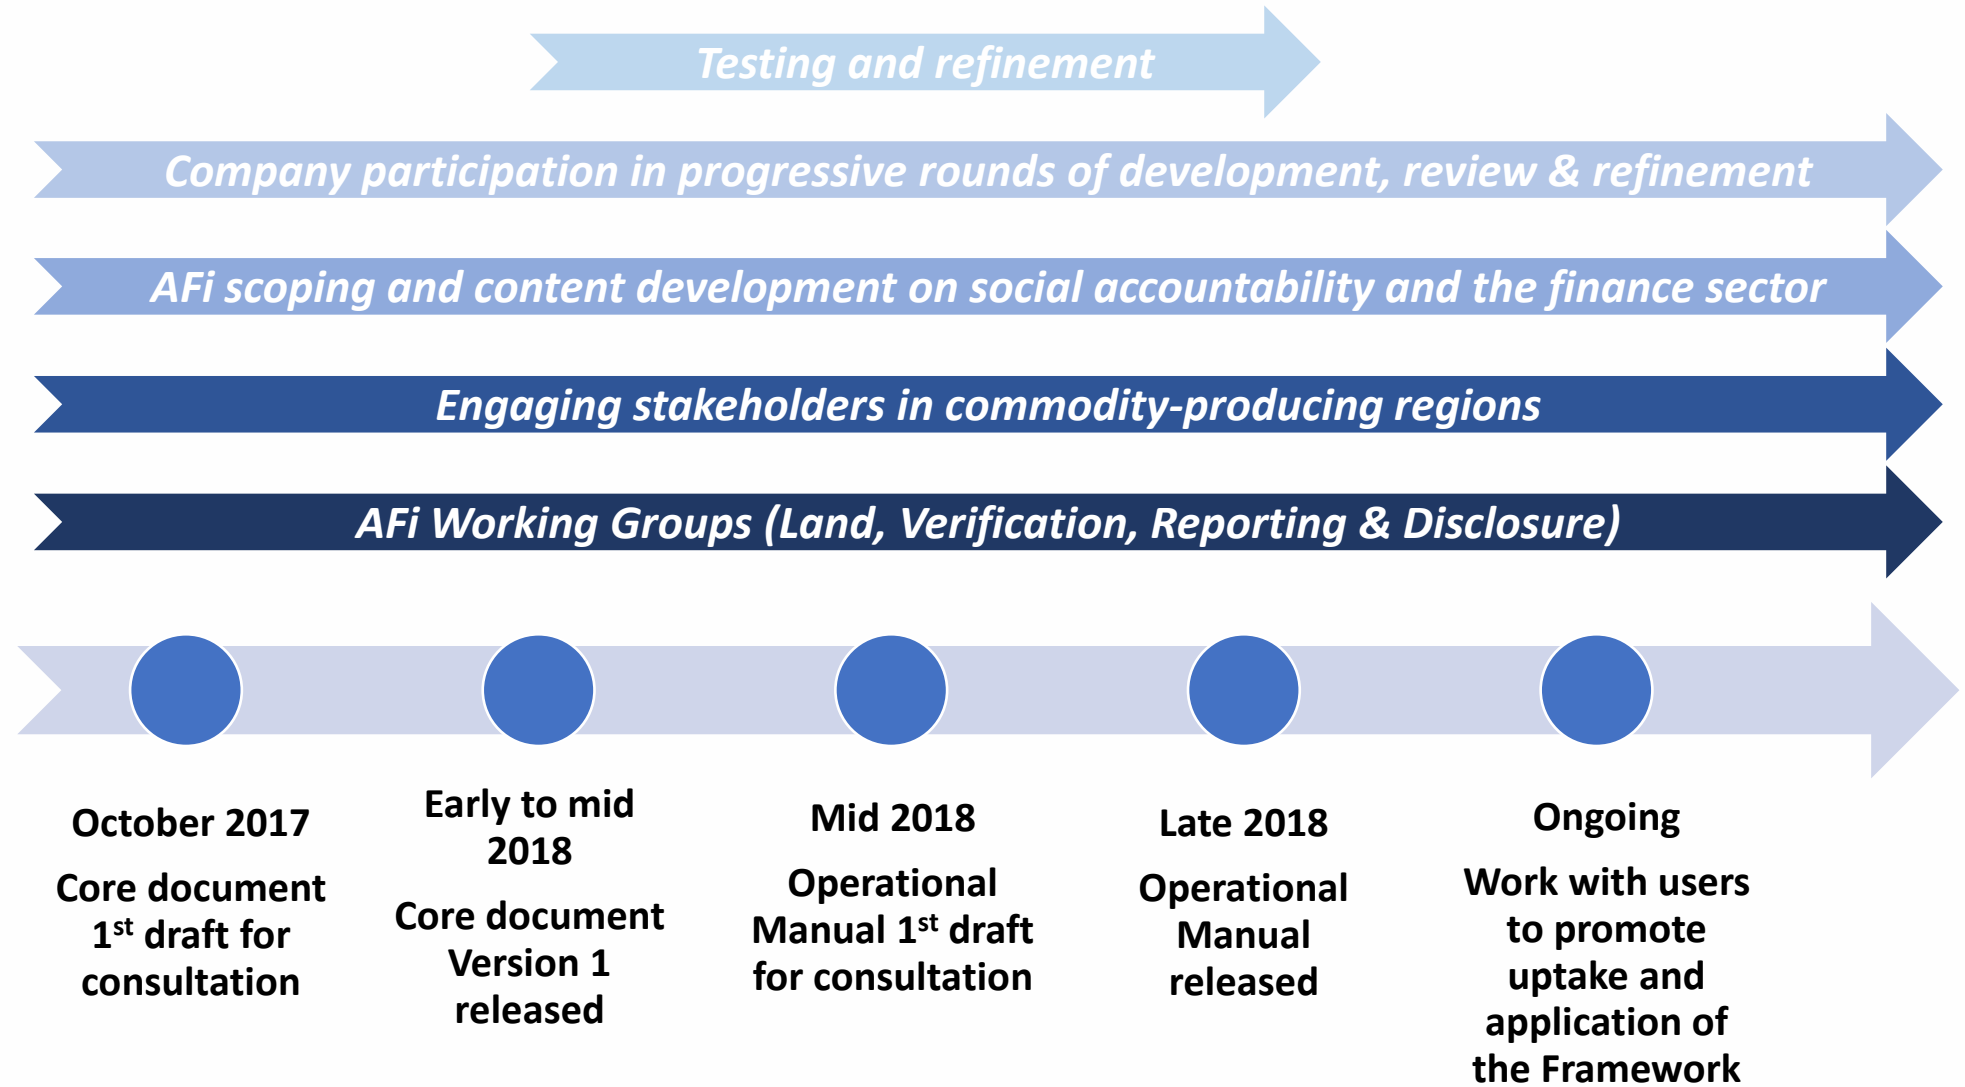 Testing and refinement
Company participation in progressive rounds of development, review & refinement
AFi scoping and content development on social accountability and the finance sector
Engaging stakeholders in commodity-producing regions
AFi Working Groups (Land, Verification, Reporting & Disclosure)
October 2017
Core document
1st draft for
consultation
Early to mid
2018
Core document
Version 1
released
Mid 2018
Operational
Manual 1st draft
for consultation
Late 2018
Operational
Manual
released
Ongoing
Work with users
to promote
uptake and
application of
the Framework